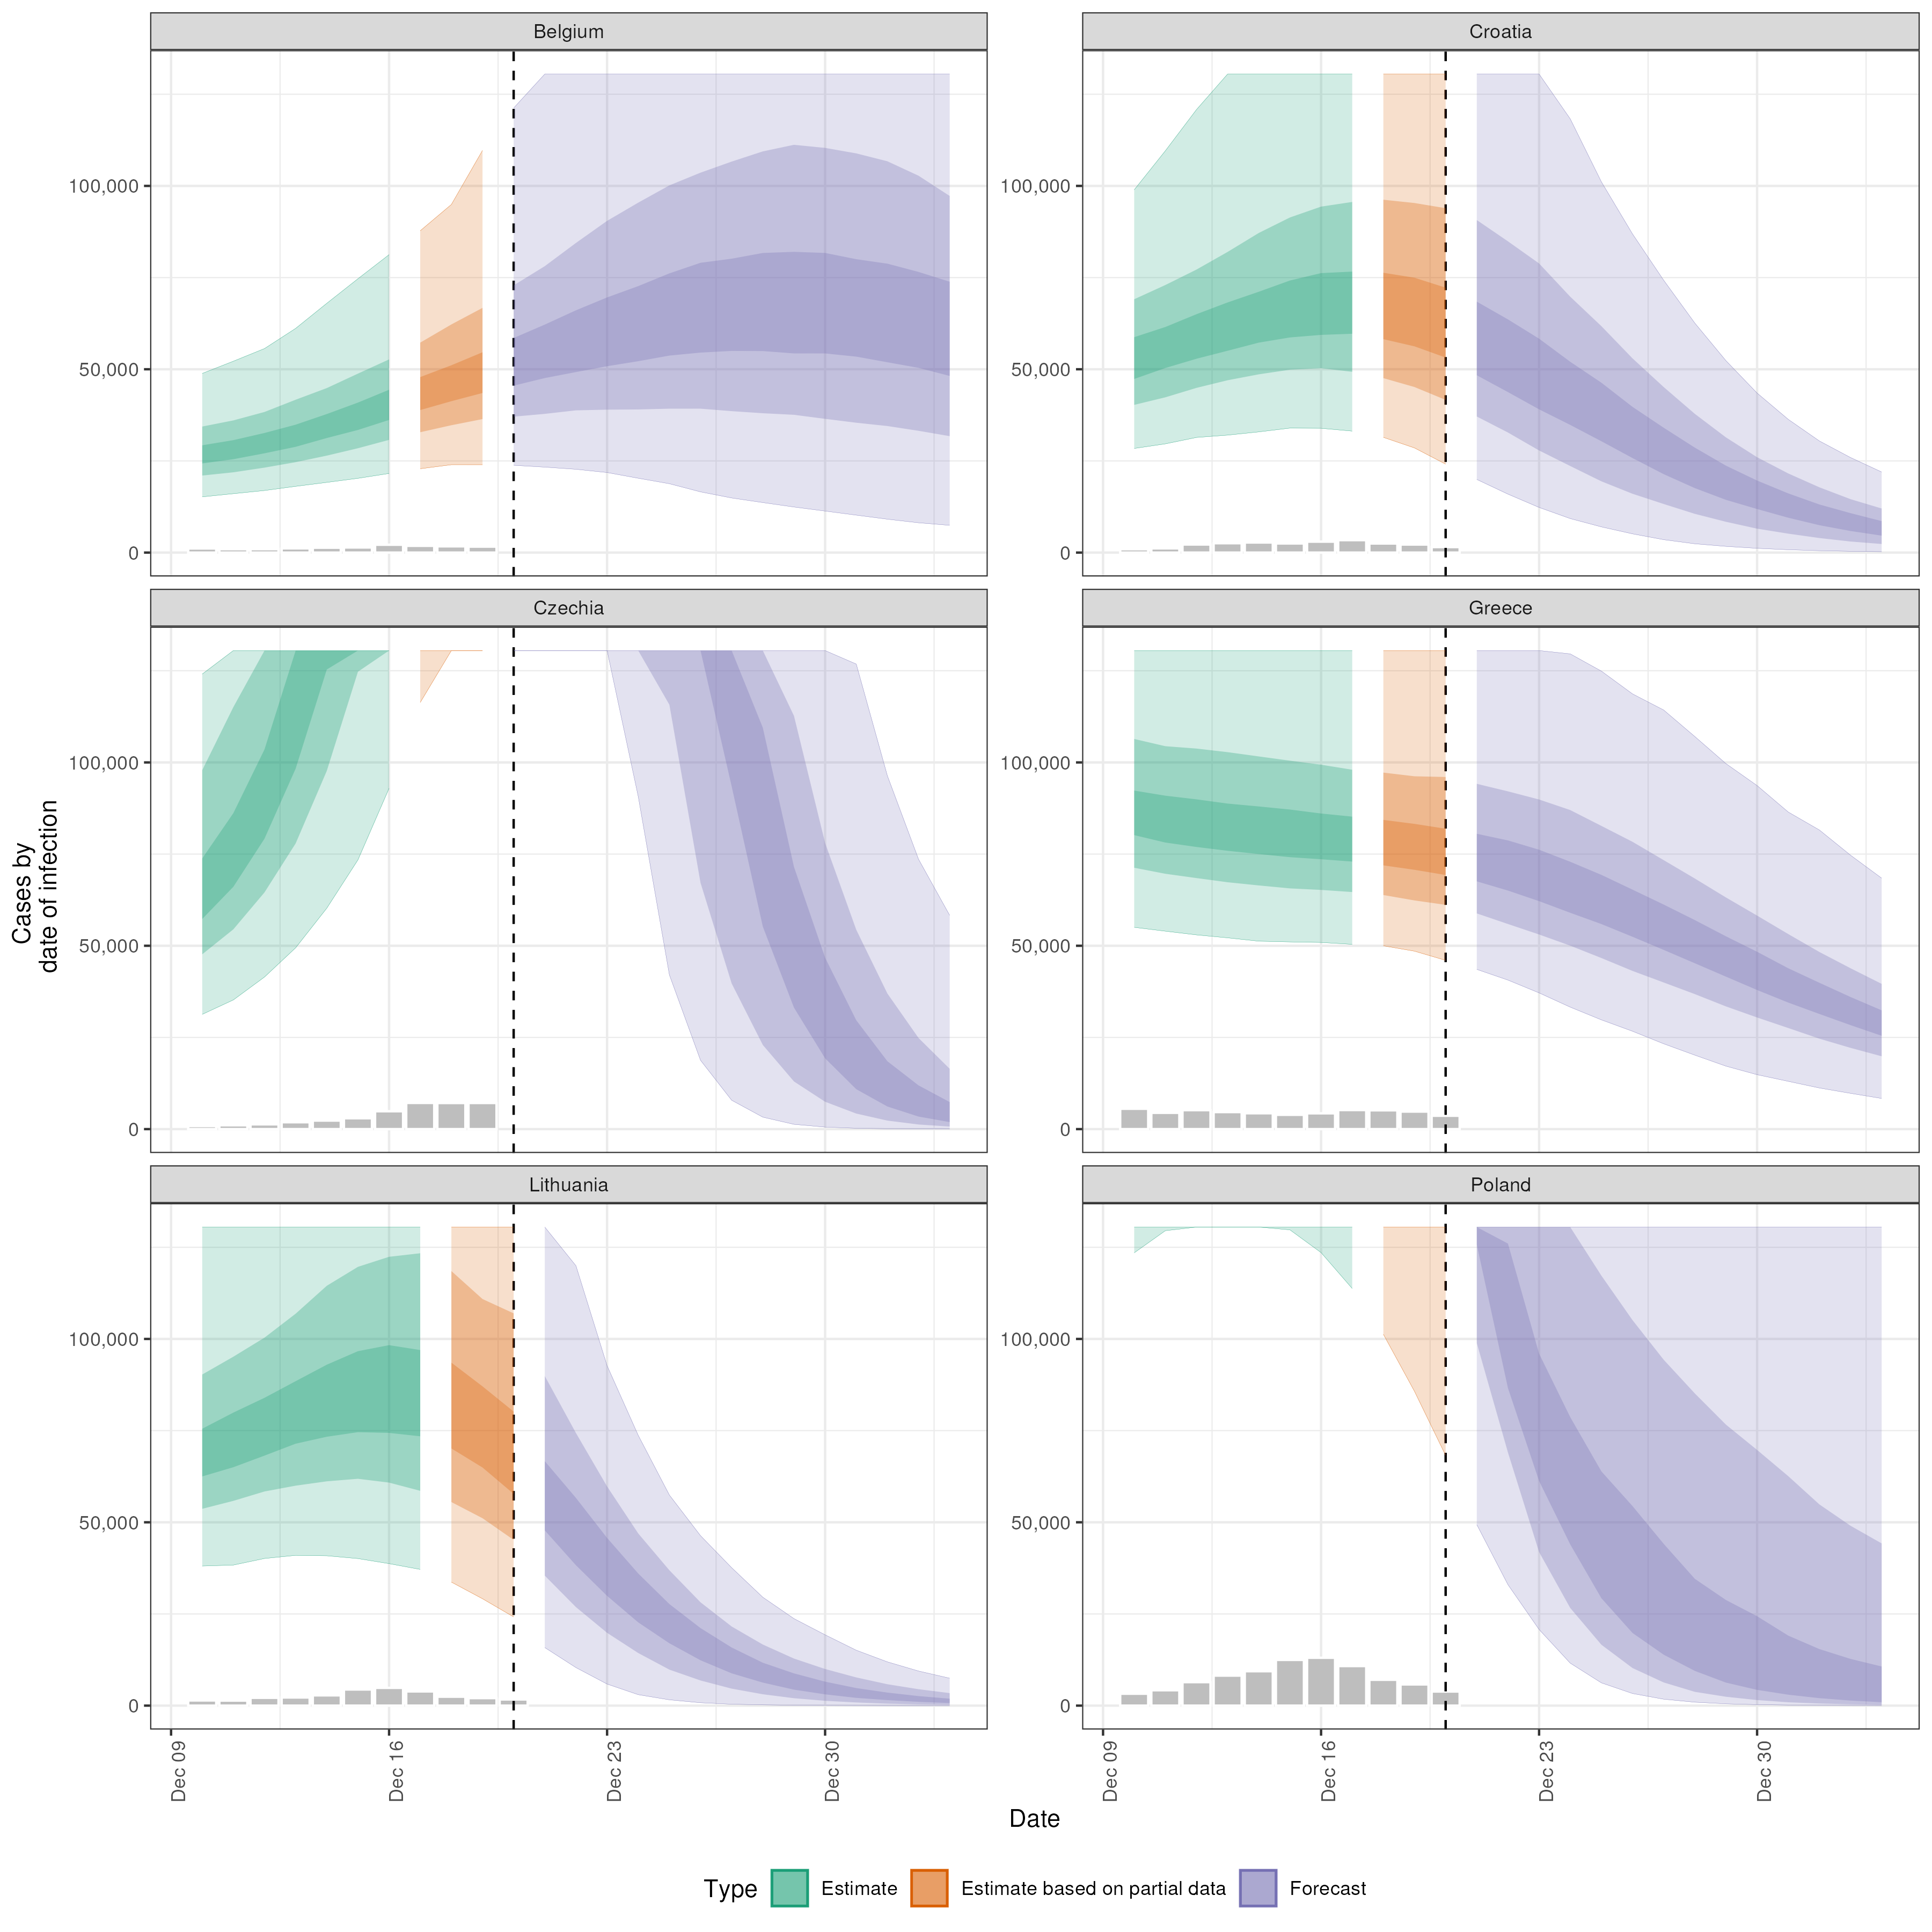 Belgium
Croatia
100,000
50,000
0
100,000
50,000
0
Czechia
Greece
100,000
50,000
0
100,000
50,000
0
Cases by
date of infection
Lithuania
Poland
100,000
50,000
0
100,000
50,000
0
Dec 09
Dec 16
Dec 23
Dec 30
Dec 09
Dec 16
Dec 23
Dec 30
Date
Type
Estimate
Estimate based on partial data
Forecast